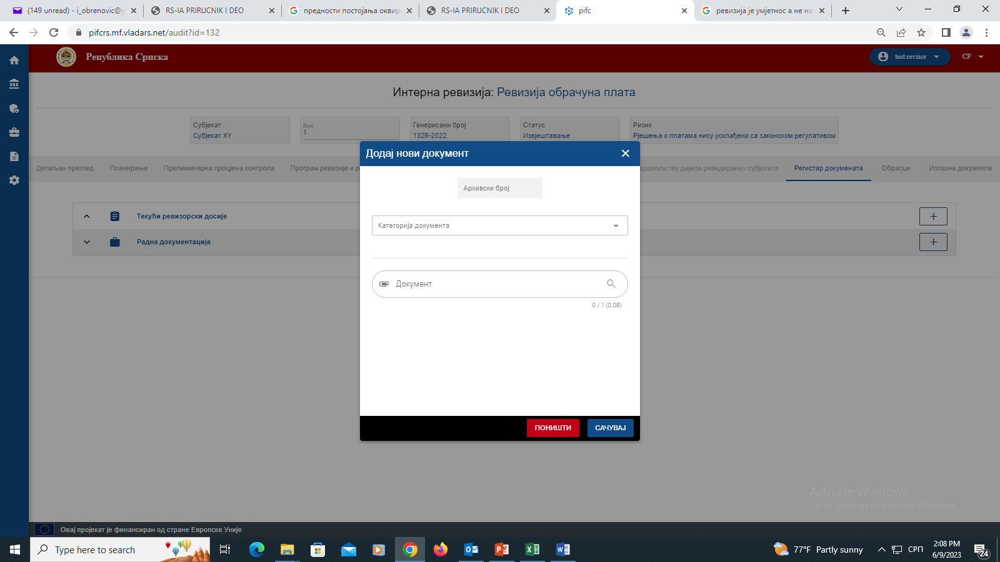 (149 unread) - i_obrenovic@y
RS-IA PRIRUCNIK I DEO
предности постојања оквир
RS-IA PRIRUCNIK I DEO
pifc
ревизија је умјетнос а не на
pifcrs.mf.vladars.net/audit?id=132
Република Српска
test.revizor
СР
Интерна ревизија: Ревизија обрачуна плата
Субјекат
Субјекат XY
Број
1
Генерисани број
132R-2022
Статус
Извјештавање
Ризик
Рјешења о платама нису усклађена са законском регулативом
Детаљан преглед
Планирање
Прелиминарна процјена контрола
Програм ревизије и р
адовољству дијела ревидираних субјеката
Регистар докумената
Обрасци
Излазни документи
Текући ревизорски досије
Радна документација
Додај нови документ
Архивски број
Категорија документа
Документ
0 / 1 (0.0B)
ПОНИШТИ
САЧУВАЈ
Activate Windows
Go to Settings to activate Windows.
Овај пројекат је финансиран од стране Европске Уније
Type here to search
77°F Partly sunny
СРП
2:08 PM
6/9/2023
24